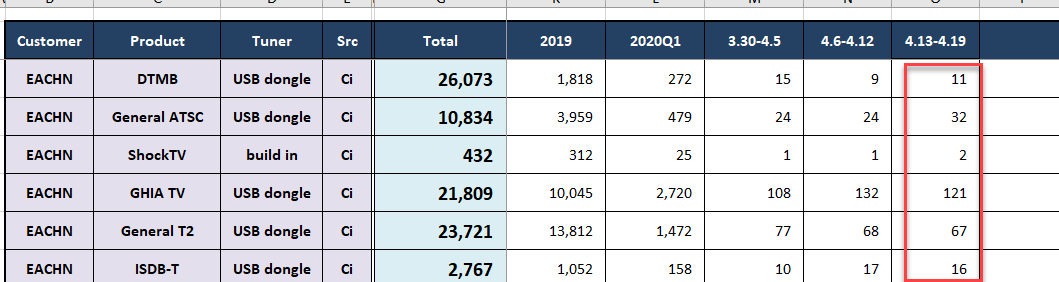 Customer Product Tuner Src Total 2019 2020Q1 3.30-4.5 4.6-4.12 4.13-4.19
EACHN DTMB USB dongle Ci 26,073 1,818 272 15 9 11
EACHN General ATSC USB dongle Ci 10,834 3,959 479 24 24 32
EACHN ShockTV build in Ci 432 312 25 1 1 2
EACHN GHIA TV USB dongle Ci 21,809 10,045 2,720 108 132 121
EACHN General T2 USB dongle Ci 23,721 13,812 1,472 77 68 67
EACHN ISDB-T USB dongle Ci 2,767 1,052 158 10 17 16